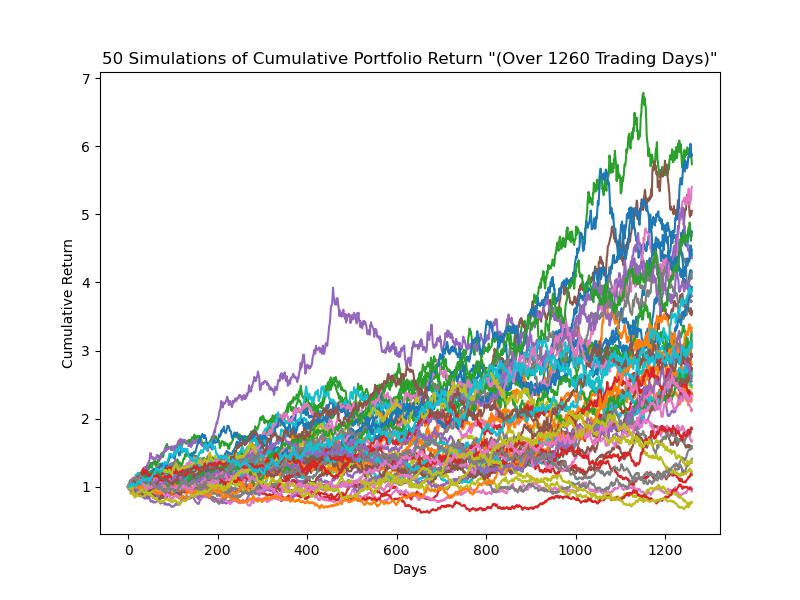 50 Simulations of Cumulative Portfolio Return "(Over 1260 Trading Days)"
7
6
5
4
3
2
1
Cumulative Return
0 200 400 600 800 1000 1200
Days